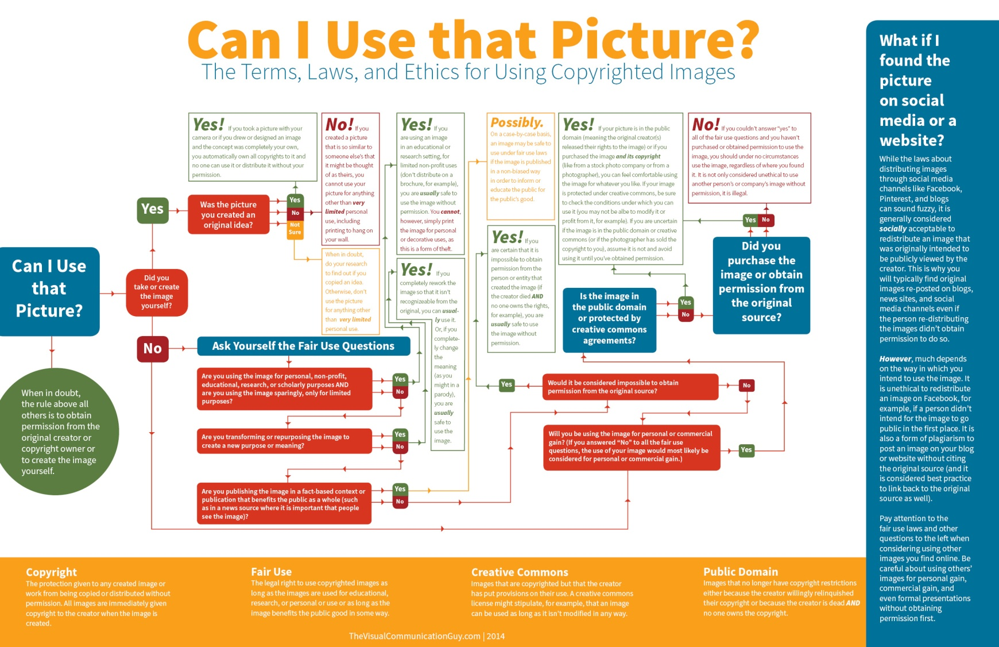 Can I Use that Picture?
The Terms, Laws, and Ethics for Using Copyrighted Images
Can I Use
that
Picture?
When in doubt,
the rule above all
others is to obtain
permission from the
original creator or
copyright owner or
to create the image
yourself.
Did you
take or create
the image
yourself?
Yes
No
Was the picture
you created an
original idea?
Yes
No
Not
Sure
Yes! If you took a picture with your
camera or if you drew or designed an image
and the concept was completely your own,
you automatically own all copyrights to it and
no one can use it or distribute it without your
permission.
No! If you
created a picture
that is so similar to
someone else's that
it might be thought
of as theirs, you
cannot use your
picture for anything
other than very
limited personal
use, including
printing to hang on
your wall.
When in doubt,
do your research
to find out if you
copied an idea.
Otherwise, don't
use the picture
for anything other
than very limited
personal use.
Ask Yourself the Fair Use Questions
Are you using the image for personal, non-profit,
educational, research, or scholarly purposes AND
are you using the image sparingly, only for limited
purposes?
Yes
No
Are you transforming or repurposing the image to
create a new purpose or meaning?
Yes
No
Are you publishing the image in a fact-based context or
publication that benefits the public as a whole (such
as in a news source where it is important that people
see the image)?
Yes
No
Yes! If you
are using an image
in an educational or
research setting, for
limited non-profit uses
(don't distribute on a
brochure, for example),
you are usually safe to
use the image without
permission. You cannot,
however, simply print
the image for personal
or decorative uses, as
this is a form of theft.
Yes! If you
completely rework the
image so that it isn't
recognizeable from the
original, you can usual-
ly use it.
Or, if you
complete-
ly change
the
meaning
(as you
might in a
parody),
you are
usually
safe to
use the
image.
Possibly.
On a case-by-case basis,
an image may be safe to
use under fair use laws
if the image is published
in a non-biased way
in order to inform or
educate the public for
the public's good.
Yes! If you
are certain that it is
impossible to obtain
permission from the
person or entity that
created the image (if
the creator died AND
no one owns the rights,
for example), you are
usually safe to use
the image without
permission.
Yes! If your picture is in the public
domain (meaning the original creator(s)
released their rights to the image) or if you
purchased the image and its copyright
(like from a stock photo company or from a
photographer), you can feel comfortable using
the image for whatever you like. If your image
is protected under creative commons, be sure
to check the conditions under which you can
use it (you may not be albe to modify it or
profit from it, for example). If you are uncertain
if the image is in the public domain or creative
commons (or if the photographer has sold the
copyright to you), assume it is not and avoid
using it until you've obtained permission.
No! If you couldn't answer "yes" to
all of the fair use questions and you haven't
purchased or obtained permission to use the
image, you should under no circumstances
use the image, regardless of where you found
it. It is not only considered unethical to use
another person's or company's image without
permission, it is illegal.
Yes
No
Did you
purchase the
image or obtain
permission from
the original
source?
Is the image in
the public domain
or protected by
creative commons
agreements?
Yes
No
Yes
Would it be considered impossible to obtain
permission from the original source?
No
Will you be using the image for personal or commercial
gain? (If you answered "No" to all the fair use
questions, the use of your image would most likely be
considered for personal or commercial gain.)
Yes
What if I
found the
picture
on social
media or a
website?
While the laws about
distributing images
through social media
channels like Facebook,
Pinterest, and blogs
can sound fuzzy, it is
generally considered
socially acceptable to
redistribute an image that
was originally intended to
be publicly viewed by the
creator. This is why you
will typically find original
images re-posted on blogs,
news sites, and social
media channels even if
the person re-distributing
the images didn't obtain
permission to do so.
However, much depends
on the way in which you
intend to use the image. It
is unethical to redistribute
an image on Facebook, for
example, if a person didn't
intend for the image to go
public in the first place. It is
also a form of plagiarism to
post an image on your blog
or website without citing
the original source (and it
is considered best practice
to link back to the original
source as well).
Pay attention to the
fair use laws and other
questions to the left when
considering using other
images you find online. Be
careful about using others'
images for personal gain,
commercial gain, and
even formal presentations
without obtaining
permission first.
Copyright
The protection given to any created image or
work from being copied or distributed without
permission. All images are immediately given
copyright to the creator when the image is
created.
Fair Use
The legal right to use copyrighted images as
long as the images are used for educational,
research, or personal or use or as long as the
image benefits the public good in some way.
Creative Commons
Images that are copyrighted but that the creator
has put provisions on their use. A creative commons
license might stipulate, for example, that an image
can be used as long as it isn't modified in any way.
Public Domain
Images that no longer have copyright restrictions
either because the creator willingly relinquished
their copyright or because the creator is dead AND
no one owns the copyright.
TheVisualCommunicationGuy.com | 2014